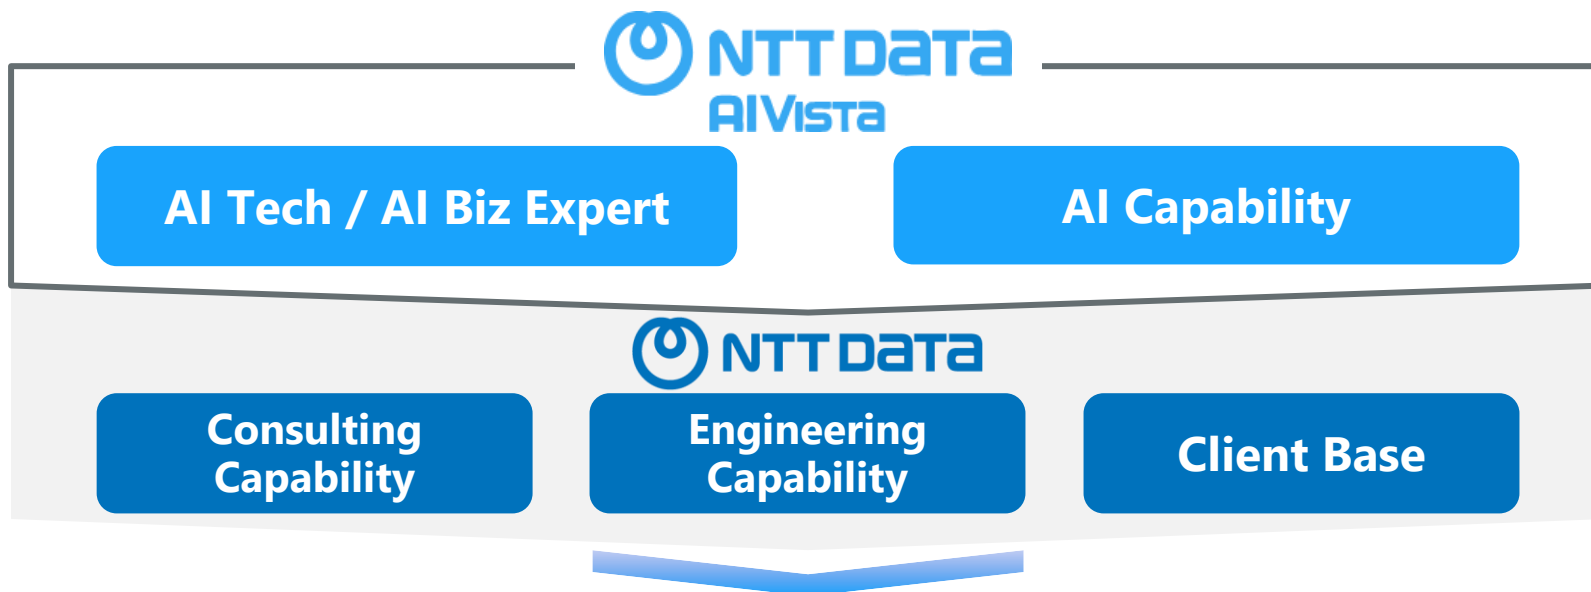 NTT DATA
AIVISTA
AI Tech / AI Biz Expert
AI Capability
NTT DATA
Consulting
Capability
Engineering
Capability
Client Base